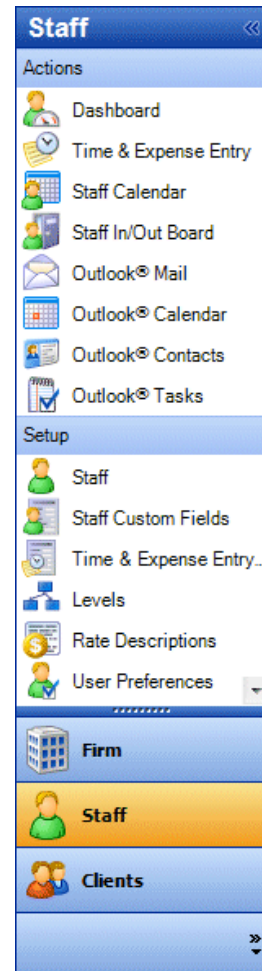 Staff
Actions
Dashboard
Time & Expense Entry
Staff Calendar
Staff In/Out Board
Outlook® Mail
Outlook® Calendar
Outlook® Contacts
Outlook® Tasks
Setup
Staff
Staff Custom Fields
Time & Expense Entry..
Levels
Rate Descriptions
User Preferences
Firm
Staff
Clients